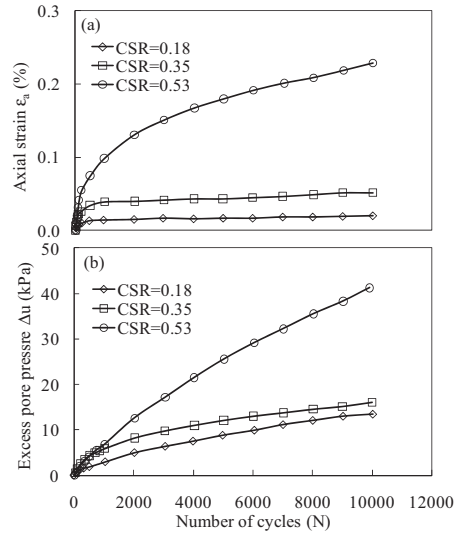 0.3
(a)
CSR=0.18
CSR=0.35
CSR=0.53
0.2
0.1
0.0
Axial strain εa (%)
50
(b)
CSR=0.18
CSR=0.35
CSR=0.53
40
30
20
10
0
Excess pore pressre Δu (kPa)
0 2000 4000 6000 8000 10000 12000
Number of cycles (N)